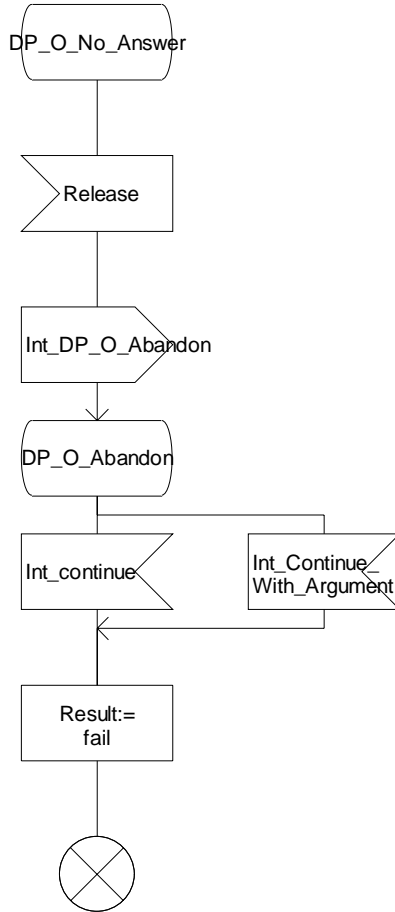 DP_O_No_Answer
Release
Int_DP_O_Abandon
DP_O_Abandon
Int_continue
Int_Continue_
With_Argument
Result:=
fail